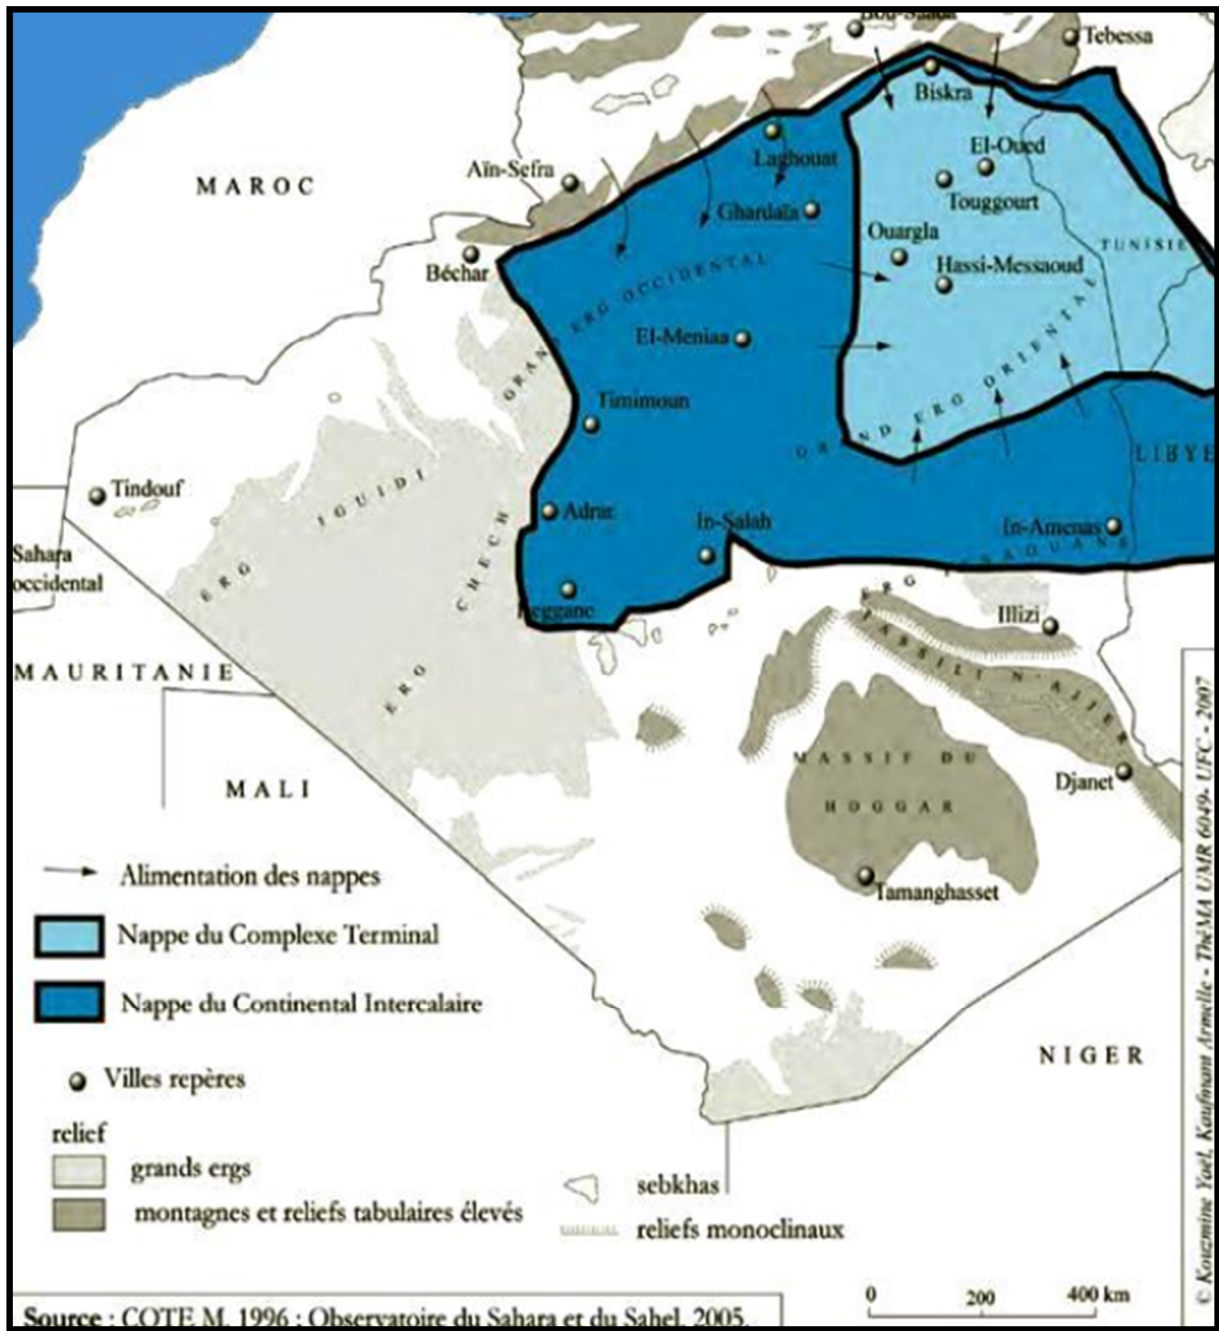 Bou-Saada
Tebessa
Biskra
Laghouat
El-Oued
Aïn-Sefra
MAROC
Touggourt
Ghardaïa
Ouargla
TUNISIE
Béchar
Hassi-Messaoud
GRAND ERG OCCIDENTAL
El-Meniaa
GRAND ERG ORIENTAL
Timimoun
LIBYE
Tindouf
ERG IGUIDI
Adrar
In-Salah
In-Amenas
ERG CHECH
Sahara
occidental
Reggane
ERG ISSAOUANE
Illizi
TASSILI N'AJJER
MAURITANIE
MASSIF DU
HOGGAR
Djanet
MALI
Tamanghasset
Alimentation des nappes
Nappe du Complexe Terminal
Nappe du Continental Intercalaire
NIGER
Villes repères
relief
grands ergs
montagnes et reliefs tabulaires élevés
sebkhas
reliefs monoclinaux
0 200 400 km
Source : COTE M. 1996 ; Observatoire du Sahara et du Sahel, 2005.
© Kouzmine Yaël, Kaufmant Armelle - ThéMA UMR 6049- UFC - 2007